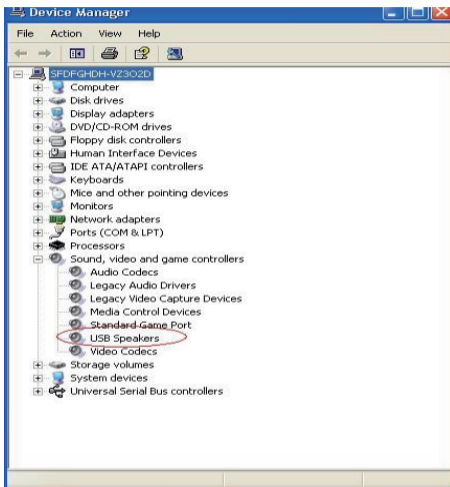 Device Manager
File Action View Help
SFDFGHDH-VZ3O2D
Computer
Disk drives
Display adapters
DVD/CD-ROM drives
Floppy disk controllers
Human Interface Devices
IDE ATA/ATAPI controllers
Keyboards
Mice and other pointing devices
Monitors
Network adapters
Ports (COM & LPT)
Processors
Sound, video and game controllers
Audio Codecs
Legacy Audio Drivers
Legacy Video Capture Devices
Media Control Devices
Standard Game Port
USB Speakers
Video Codecs
Storage volumes
System devices
Universal Serial Bus controllers